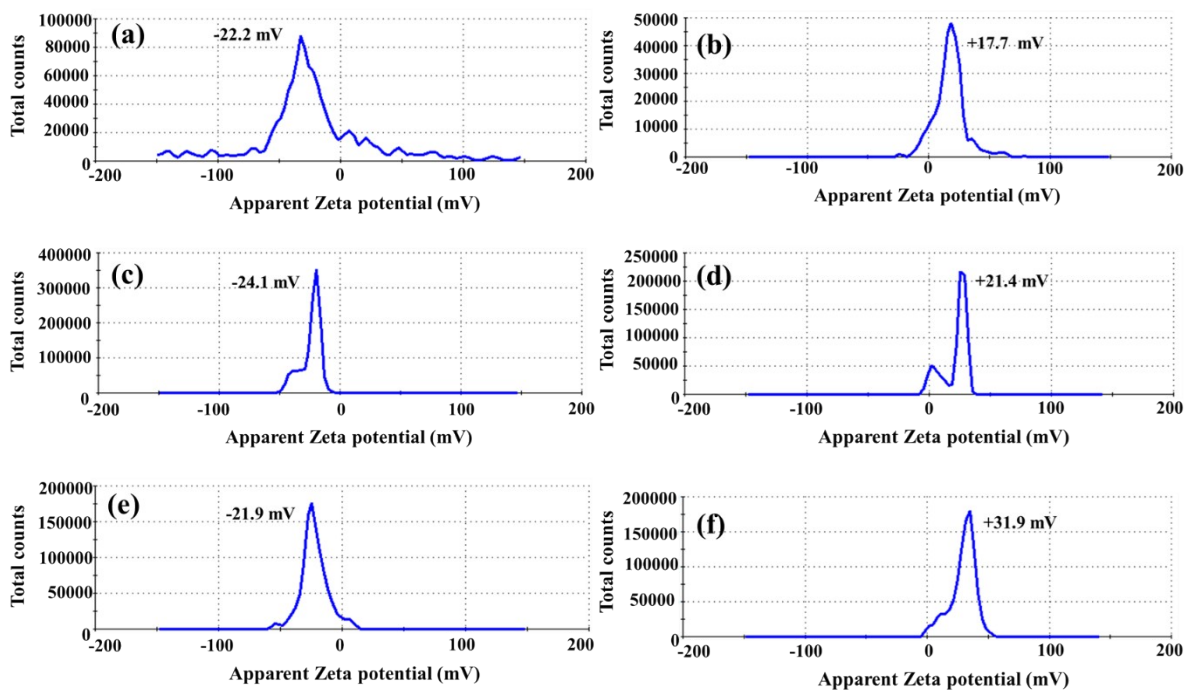 (a)
-22.2 mV
Total counts
100000
80000
60000
40000
20000
0
-200
-100
0
100
200
Apparent Zeta potential (mV)
(b)
+17.7 mV
Total counts
50000
40000
30000
20000
10000
0
-200
-100
0
100
200
Apparent Zeta potential (mV)
(c)
-24.1 mV
Total counts
400000
300000
200000
100000
0
-200
-100
0
100
200
Apparent Zeta potential (mV)
(d)
+21.4 mV
Total counts
250000
200000
150000
100000
50000
0
-200
-100
0
100
200
Apparent Zeta potential (mV)
(e)
-21.9 mV
Total counts
200000
150000
100000
50000
0
-200
-100
0
100
200
Apparent Zeta potential (mV)
(f)
+31.9 mV
Total counts
200000
150000
100000
50000
0
-200
-100
0
100
200
Apparent Zeta potential (mV)